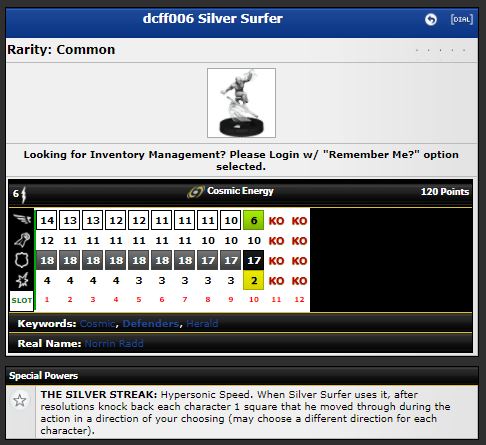 dcff006 Silver Surfer
[DIAL]
Rarity: Common
Looking for Inventory Management? Please Login w/ "Remember Me?" option
selected.
6 Cosmic Energy 120 Points
14 13 13 12 12 11 11 11 10 6 KO KO
12 11 11 11 11 11 11 10 10 10 KO KO
18 18 18 18 18 18 17 17 17 17 KO KO
4 4 4 4 3 3 3 3 3 2 KO KO
SLOT 1 2 3 4 5 6 7 8 9 10 11 12
Keywords: Cosmic, Defenders, Herald
Real Name: Norrin Radd
Special Powers
THE SILVER STREAK: Hypersonic Speed. When Silver Surfer uses it, after
resolutions knock back each character 1 square that he moved through during the
action in a direction of your choosing (may choose a different direction for each
character).